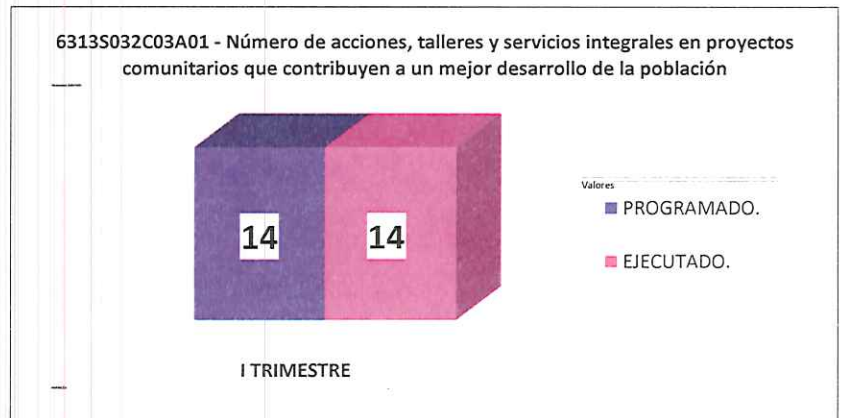 6313S032C03A01 - Número de acciones, talleres y servicios integrales en proyectos
comunitarios que contribuyen a un mejor desarrollo de la población
14
14
Valores
PROGRAMADO.
EJECUTADO.
I TRIMESTRE